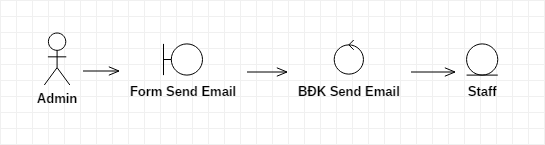 Admin
Form Send Email
BĐK Send Email
Staff